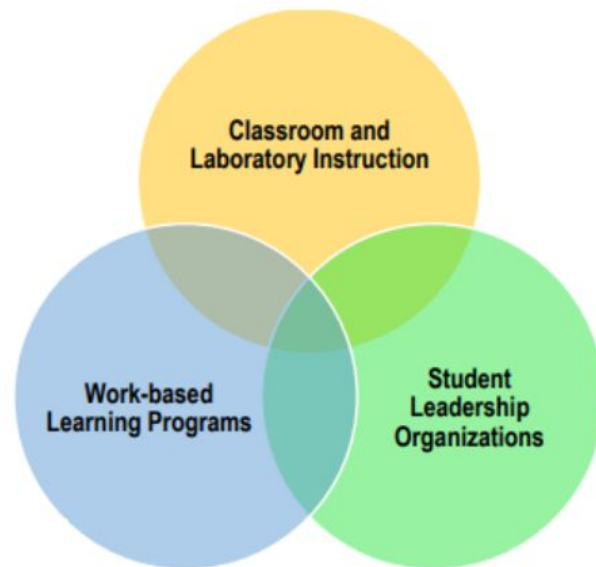 Classroom and
Laboratory Instruction
Work-based
Learning Programs
Student
Leadership
Organizations